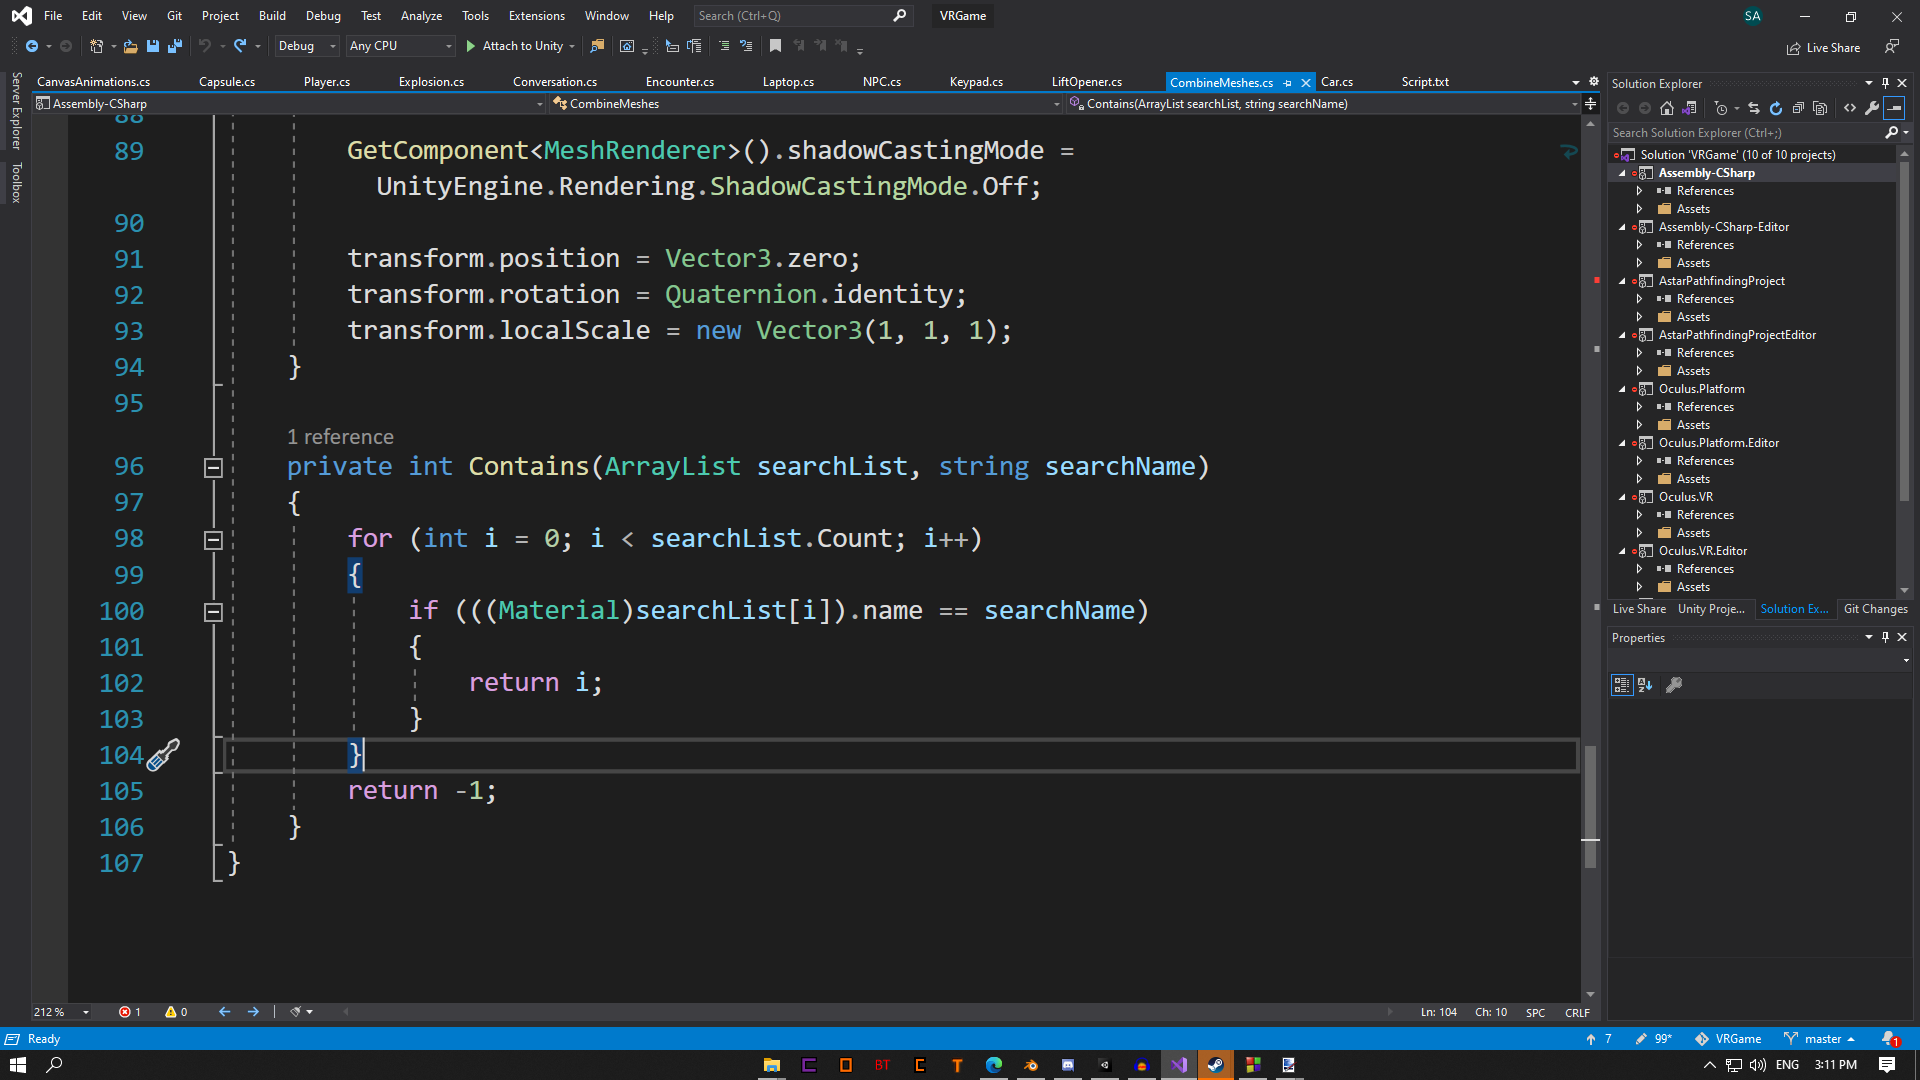 File Edit View Git Project Build Debug Test Analyze Tools Extensions Window Help Search (Ctrl+Q) VRGame SA
Debug Any CPU Attach to Unity Live Share
Server Explorer
Toolbox
CanvasAnimations.cs Capsule.cs Player.cs Explosion.cs Conversation.cs Encounter.cs Laptop.cs NPC.cs Keypad.cs LiftOpener.cs CombineMeshes.cs Car.cs Script.txt
Assembly-CSharp CombineMeshes Contains(ArrayList searchList, string searchName)
88
89 GetComponent<MeshRenderer>().shadowCastingMode =
UnityEngine.Rendering.ShadowCastingMode.Off;
90
91 transform.position = Vector3.zero;
92 transform.rotation = Quaternion.identity;
93 transform.localScale = new Vector3(1, 1, 1);
94 }
95
1 reference
96 private int Contains(ArrayList searchList, string searchName)
97 {
98 for (int i = 0; i < searchList.Count; i++)
99 {
100 if (((Material)searchList[i]).name == searchName)
101 {
102 return i;
103 }
104 }
105 return -1;
106 }
107 }
212 % 1 0 Ln: 104 Ch: 10 SPC CRLF
Solution Explorer
Search Solution Explorer (Ctrl+;)
Solution 'VRGame' (10 of 10 projects)
Assembly-CSharp
References
Assets
Assembly-CSharp-Editor
References
Assets
AstarPathfindingProject
References
Assets
AstarPathfindingProjectEditor
References
Assets
Oculus.Platform
References
Assets
Oculus.Platform.Editor
References
Assets
Oculus.VR
References
Assets
Oculus.VR.Editor
References
Assets
Live Share Unity Proje... Solution Ex... Git Changes
Properties
Ready 7 99* VRGame master 1
BT T ENG 3:11 PM